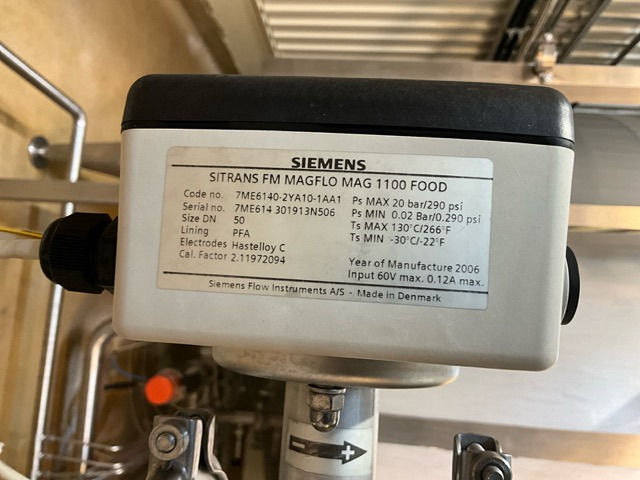 SIEMENS
SITRANS FM MAGFLO MAG 1100 FOOD
Code no. 7ME6140-2YA10-1AA1
Serial no. 7ME614 301913N506
Size DN 50
Lining PFA
Electrodes Hastelloy C
Cal. Factor 2.11972094
Ps MAX 20 bar/290 psi
Ps MIN 0.02 Bar/0.290 psi
Ts MAX 130°C/266°F
Ts MIN -30°C/-22°F
Year of Manufacture 2006
Input 60V max. 0.12A max.
Siemens Flow Instruments A/S - Made in Denmark
- +